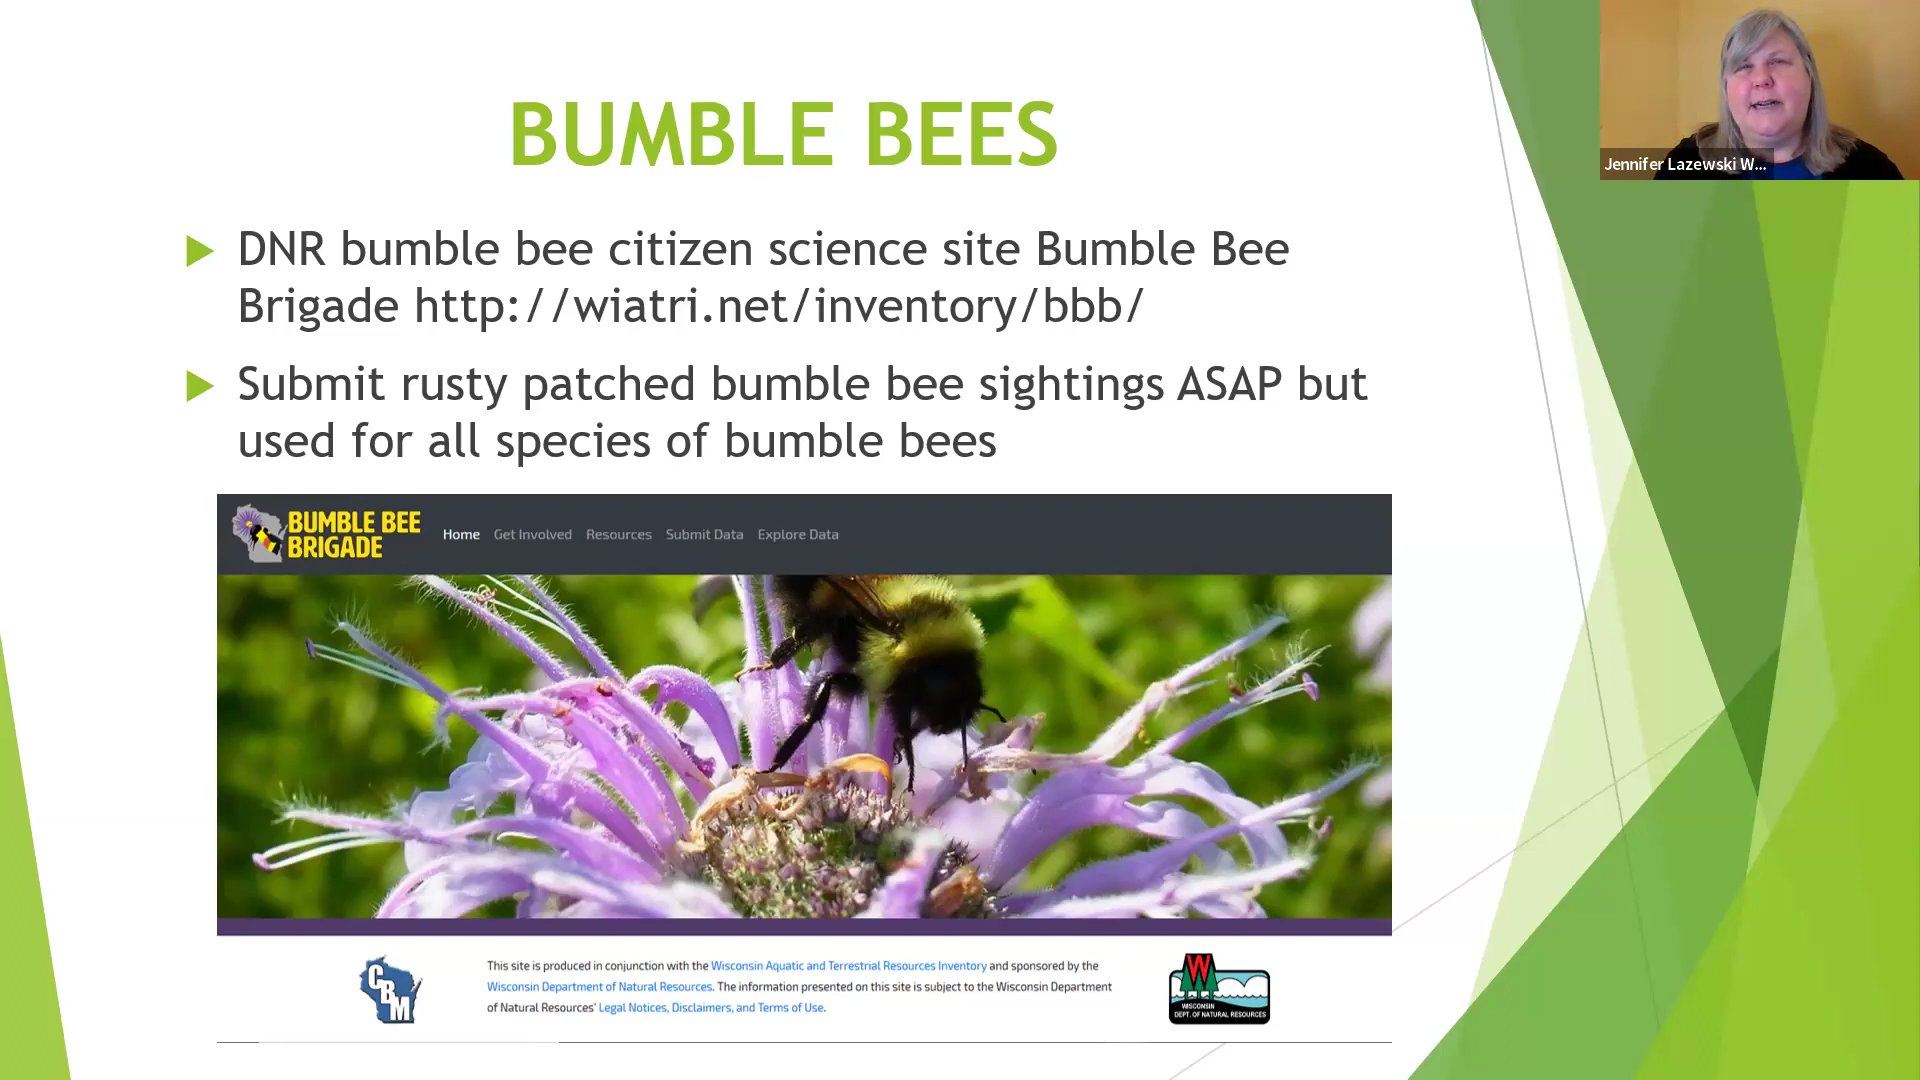 BUMBLE BEES
DNR bumble bee citizen science site Bumble Bee
Brigade http://wiatri.net/inventory/bbb/
Submit rusty patched bumble bee sightings ASAP but
used for all species of bumble bees
BUMBLE BEE
BRIGADE
Home Get Involved Resources Submit Data Explore Data
CBM
This site is produced in conjunction with the Wisconsin Aquatic and Terrestrial Resources Inventory and sponsored by the
Wisconsin Department of Natural Resources. The information presented on this site is subject to the Wisconsin Department
of Natural Resources' Legal Notices, Disclaimers, and Terms of Use.
W
WISCONSIN
DEPT. OF NATURAL RESOURCES
Jennifer Lazewski W...